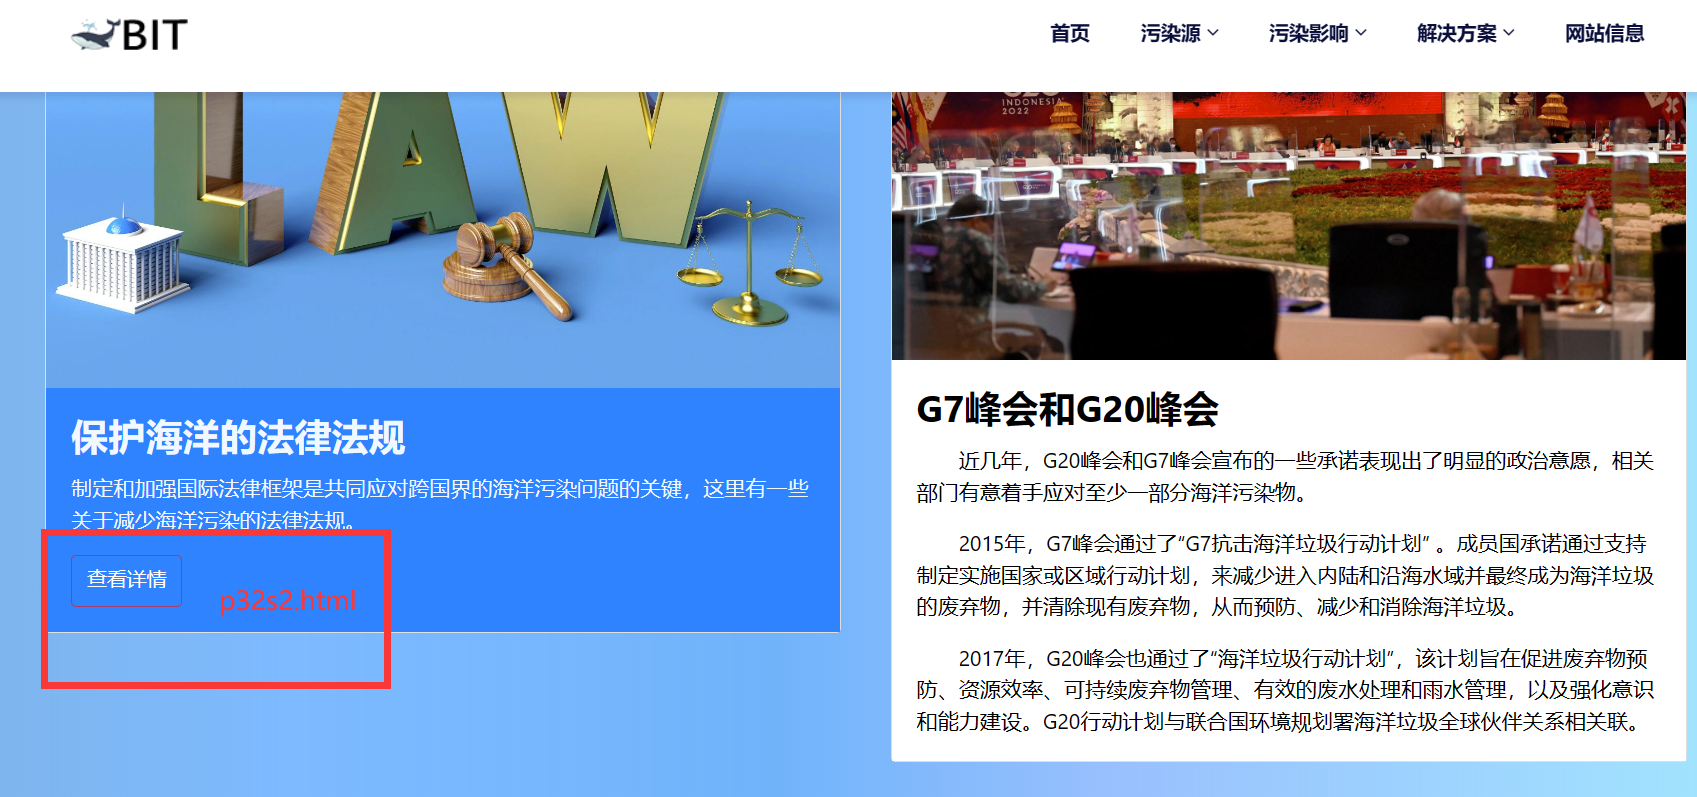 BIT
首页 污染源 污染影响 解决方案 网站信息
LAW
G20
INDONESIA
2022
保护海洋的法律法规
制定和加强国际法律框架是共同应对跨国界的海洋污染问题的关键，这里有一些
关于减少海洋污染的法律法规。
查看详情
p32s2.html
G7峰会和G20峰会
近几年，G20峰会和G7峰会宣布的一些承诺表现出了明显的政治意愿，相关
部门有意着手应对至少一部分海洋污染物。
2015年，G7峰会通过了“G7抗击海洋垃圾行动计划” 。成员国承诺通过支持
制定实施国家或区域行动计划，来减少进入内陆和沿海水域并最终成为海洋垃圾
的废弃物，并清除现有废弃物，从而预防、减少和消除海洋垃圾。
2017年，G20峰会也通过了“海洋垃圾行动计划”，该计划旨在促进废弃物预
防、资源效率、可持续废弃物管理、有效的废水处理和雨水管理，以及强化意识
和能力建设。G20行动计划与联合国环境规划署海洋垃圾全球伙伴关系相关联。